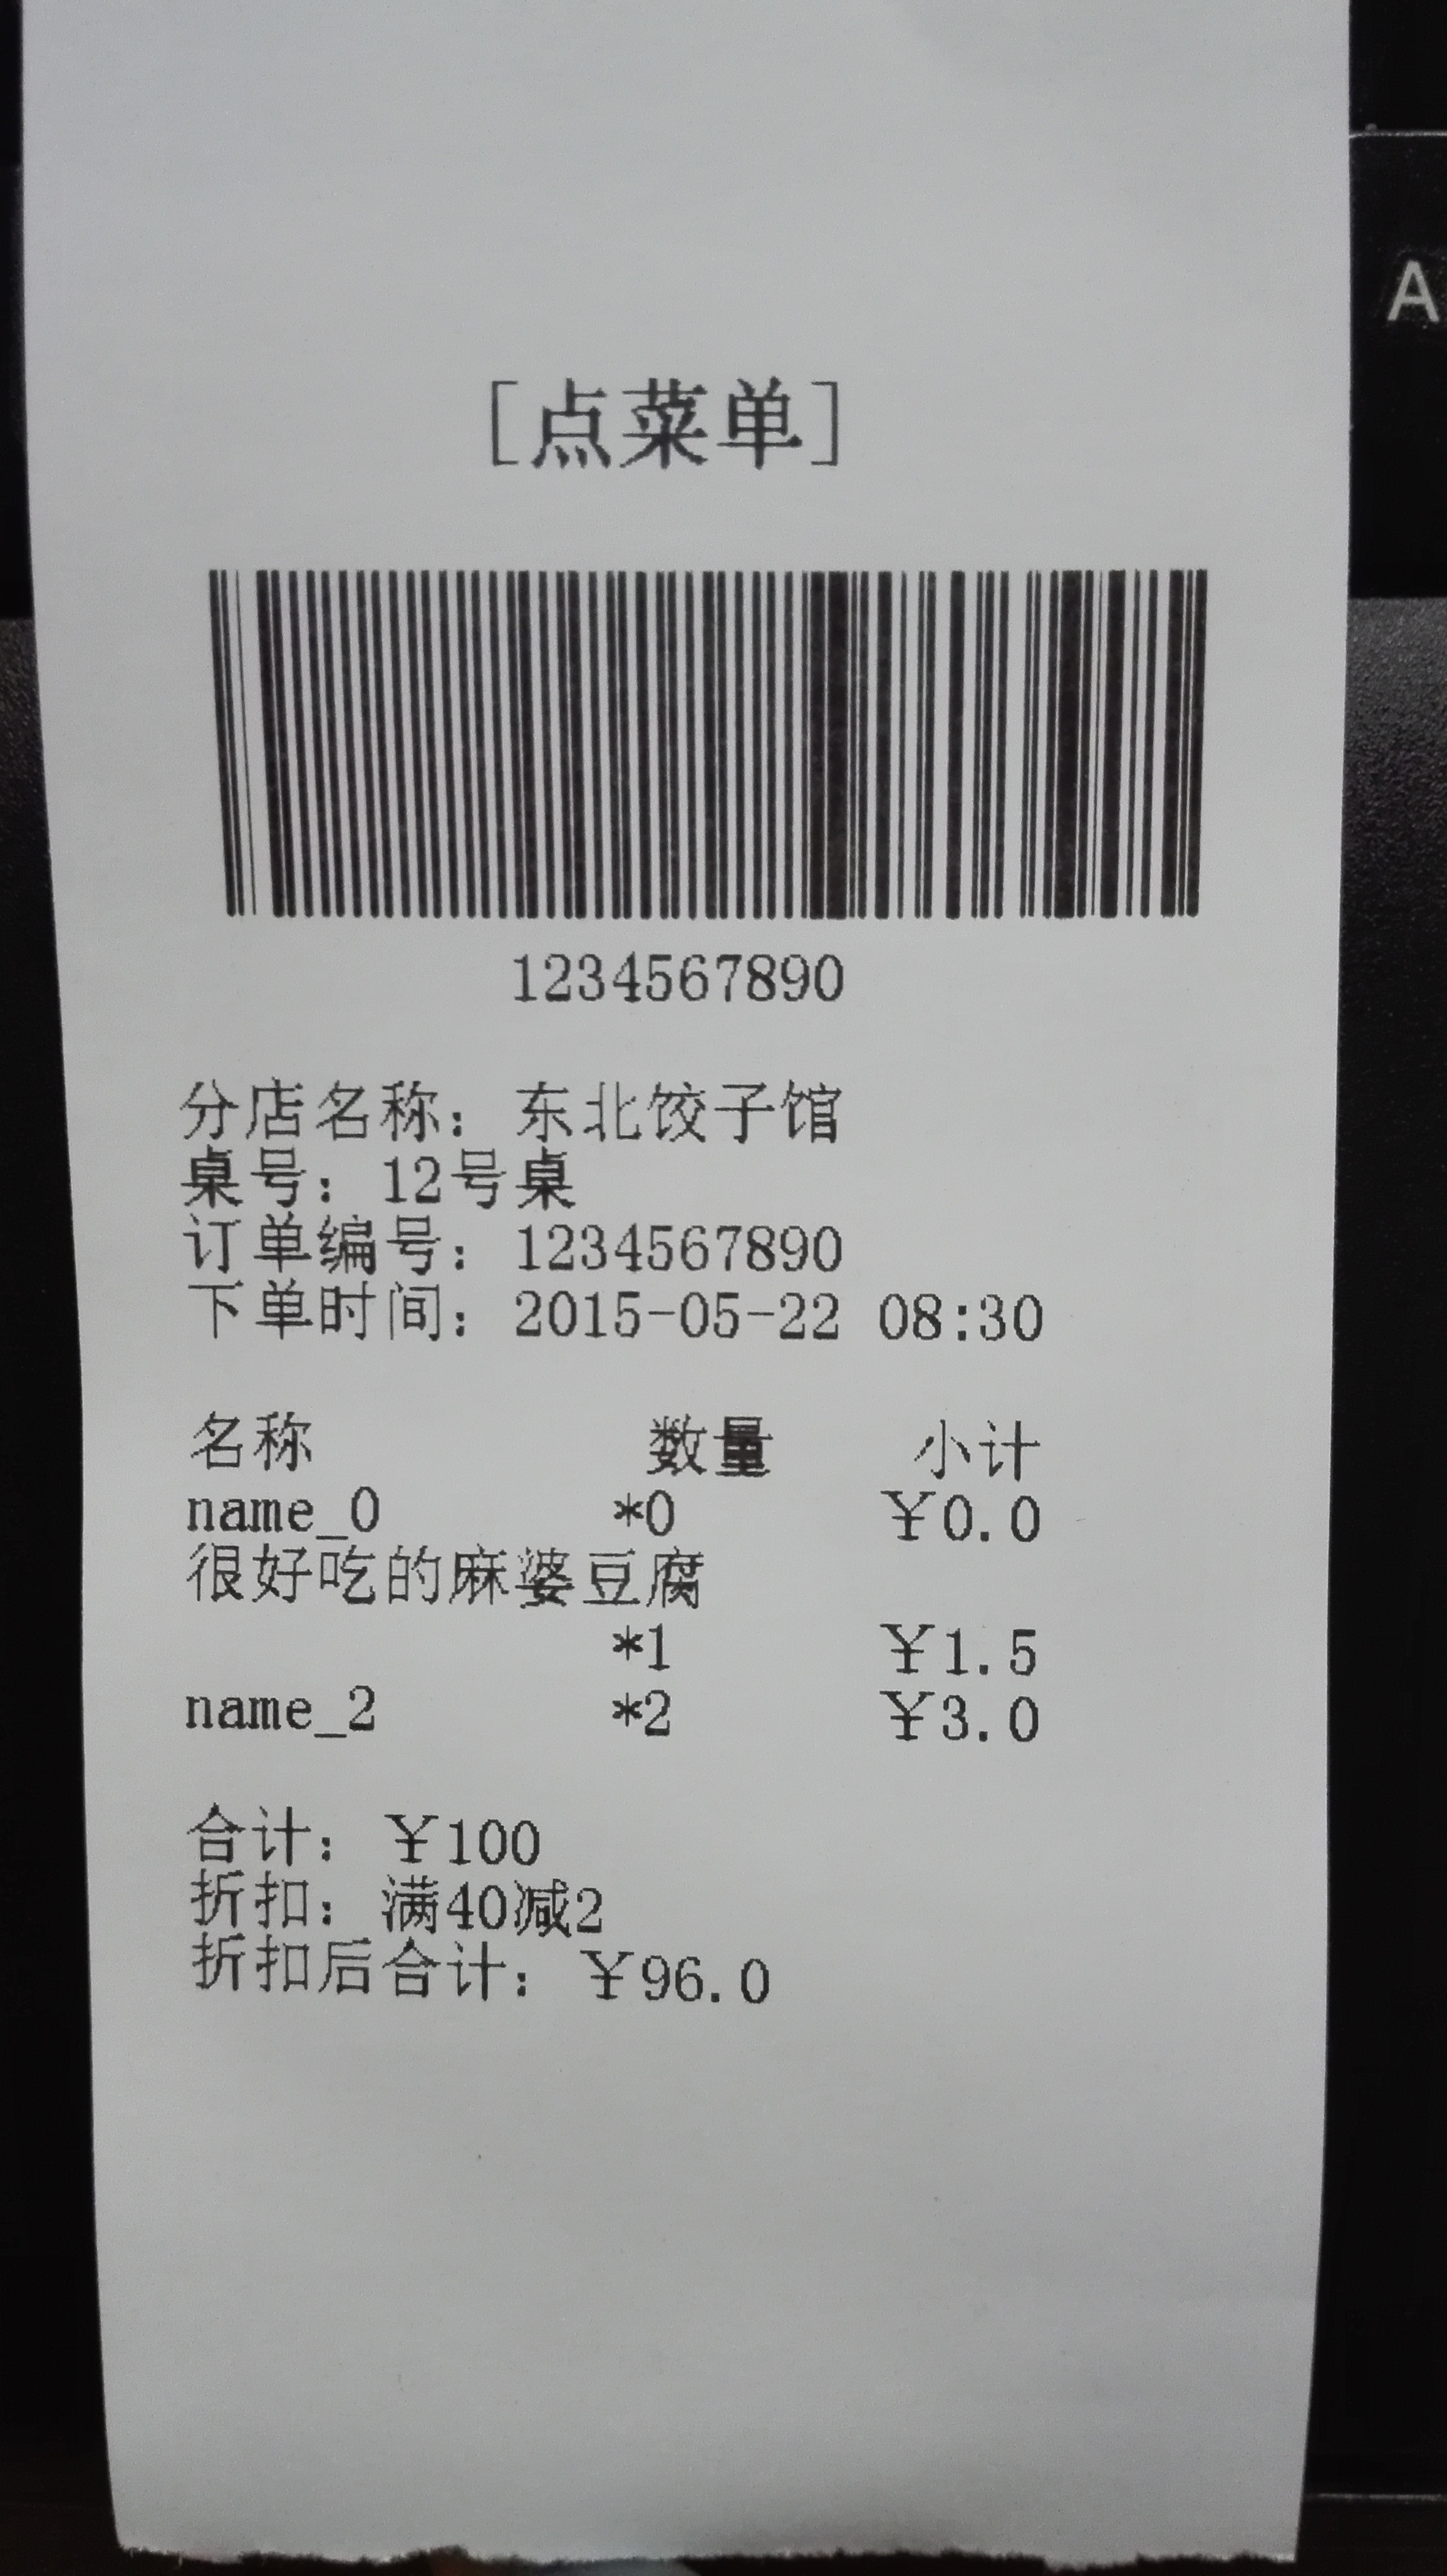 A
[点菜单]
1234567890
分店名称：东北饺子馆
桌号：12号桌
订单编号：1234567890
下单时间：2015-05-22 08:30
名称 数量 小计
name_0 *0 ￥0.0
很好吃的麻婆豆腐
*1 ￥1.5
name_2 *2 ￥3.0
合计：￥100
折扣：满40减2
折扣后合计：￥96.0